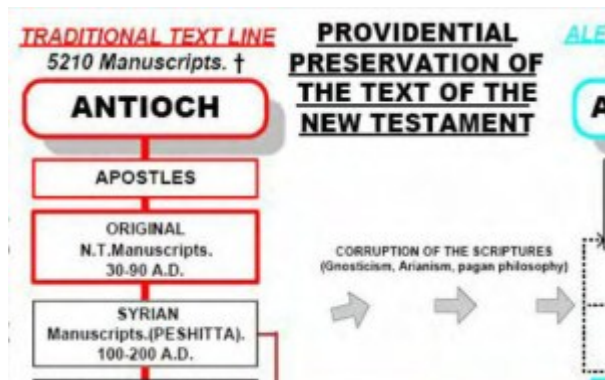 TRADITIONAL TEXT LINE
5210 Manuscripts. †
ANTIOCH
APOSTLES
ORIGINAL
N.T.Manuscripts.
30-90 A.D.
SYRIAN
Manuscripts.(PESHITTA).
100-200 A.D.
PROVIDENTIAL
PRESERVATION OF
THE TEXT OF THE
NEW TESTAMENT
CORRUPTION OF THE SCRIPTURES
(Gnosticism, Arianism, pagan philosophy)
ALE
A